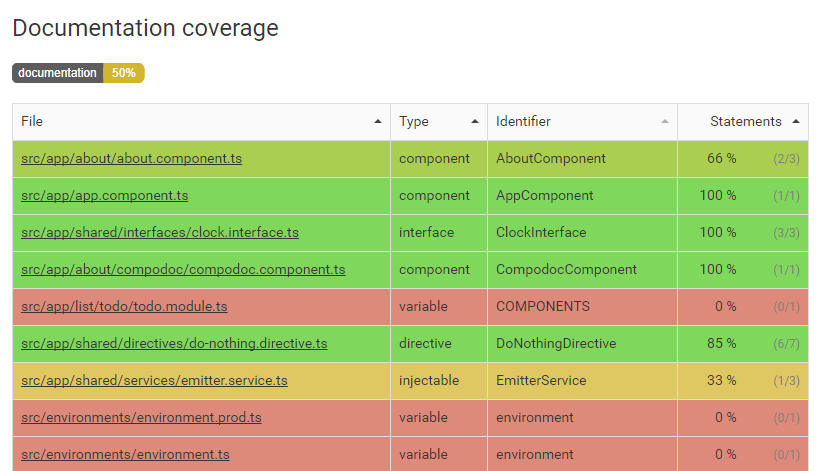 Documentation coverage
documentation 50%
File Type Identifier Statements
src/app/about/about.component.ts component AboutComponent 66 % (2/3)
src/app/app.component.ts component AppComponent 100 % (1/1)
src/app/shared/interfaces/clock.interface.ts interface ClockInterface 100 % (3/3)
src/app/about/compodoc/compodoc.component.ts component CompodocComponent 100 % (1/1)
src/app/list/todo/todo.module.ts variable COMPONENTS 0 % (0/1)
src/app/shared/directives/do-nothing.directive.ts directive DoNothingDirective 85 % (6/7)
src/app/shared/services/emitter.service.ts injectable EmitterService 33 % (1/3)
src/environments/environment.prod.ts variable environment 0 % (0/1)
src/environments/environment.ts variable environment 0 % (0/1)